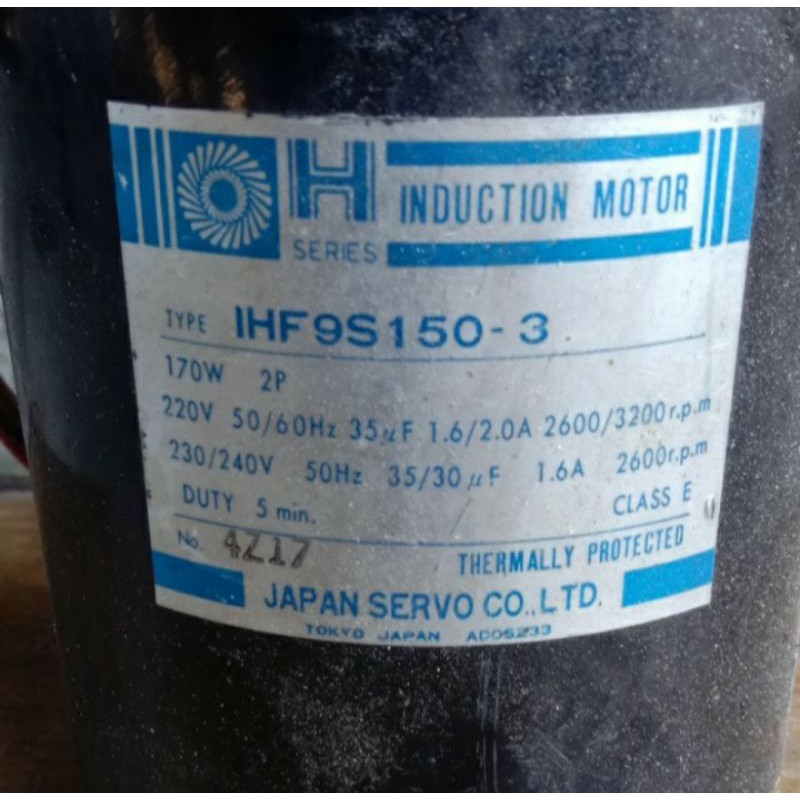 H INDUCTION MOTOR
SERIES
TYPE IHF9S150-3
170W 2P
220V 50/60Hz 35μF 1.6/2.0A 2600/3200r.p.m
230/240V 50Hz 35/30μF 1.6A 2600r.p.m
DUTY 5 min. CLASS E
No. 4Z17
THERMALLY PROTECTED
JAPAN SERVO CO.,LTD.
TOKYO JAPAN AD05233